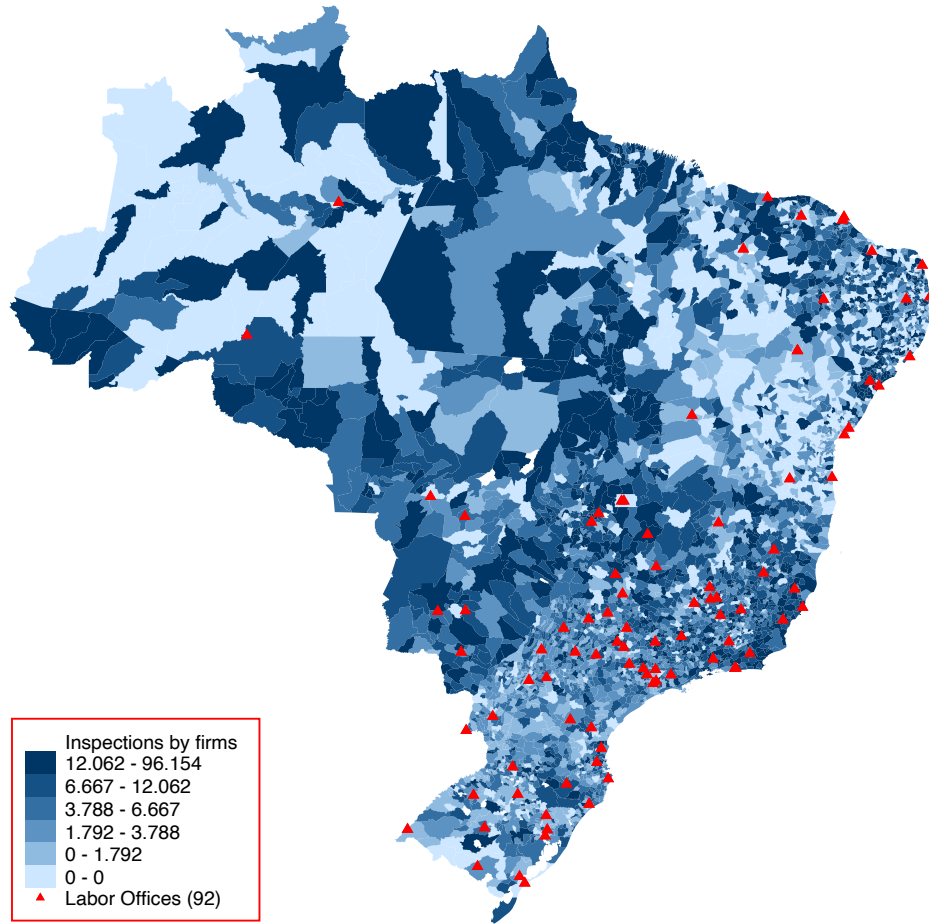 Inspections by firms
12.062 - 96.154
6.667 - 12.062
3.788 - 6.667
1.792 - 3.788
0 - 1.792
0 - 0
Labor Offices (92)